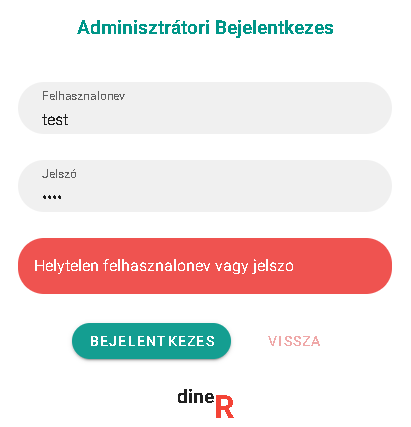 Adminisztrátori Bejelentkezes
Felhasznalonev
test
Jelszó
••••
Helytelen felhasznalonev vagy jelszo
BEJELENTKEZES VISSZA
dineR